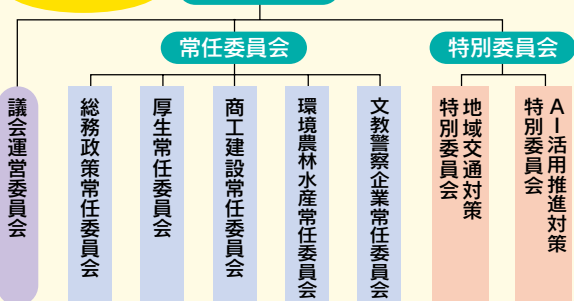 常任委員会
特別委員会
議会運営委員会
総務政策常任委員会
厚生常任委員会
商工建設常任委員会
環境農林水産常任委員会
文教警察企業常任委員会
地域交通対策
特別委員会
AI活用推進対策
特別委員会